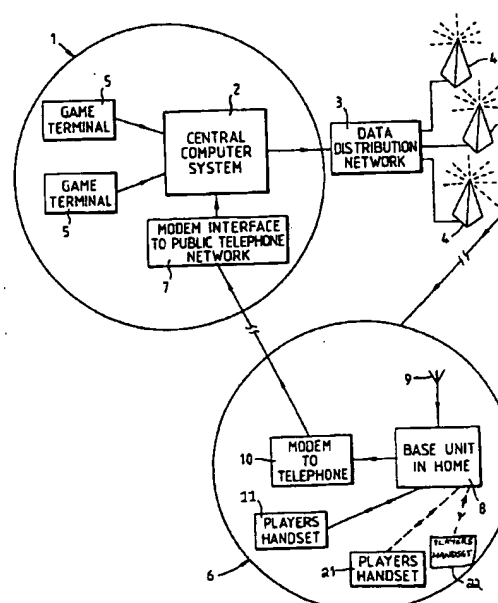 1
5
GAME
TERMINAL
2
CENTRAL
COMPUTER
SYSTEM
GAME
TERMINAL
5
MODEM INTERFACE
TO PUBLIC TELEPHONE
NETWORK
7
3
DATA
DISTRIBUTION
NETWORK
4
4
9
MODEM
TO
TELEPHONE
10
BASE UNIT
IN HOME
8
11
PLAYERS
HANDSET
6
21
PLAYERS
HANDSET
PLAYERS
HANDSET
22